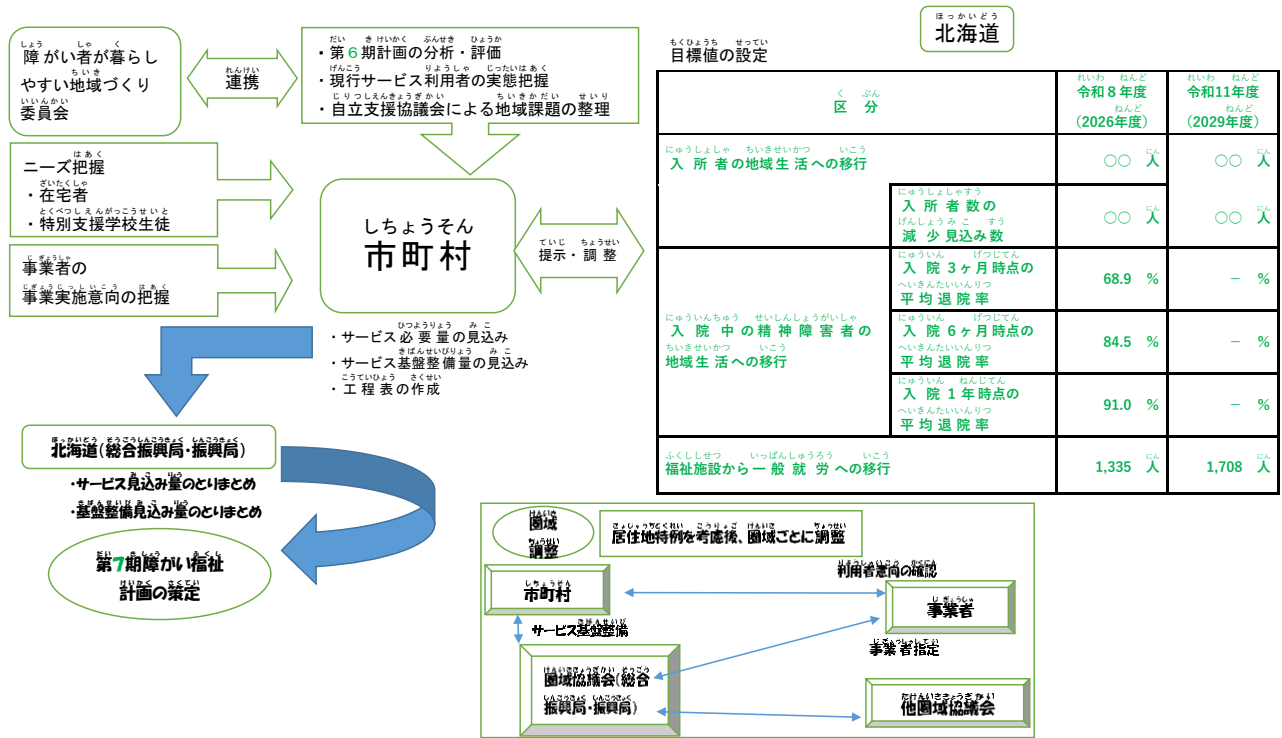 障がい者が暮らし
やすい地域づくり
委員会
連携
・第6期計画の分析・評価
・現行サービス利用者の実態把握
・自立支援協議会による地域課題の整理
ニーズ把握
・在宅者
・特別支援学校生徒
事業者の
事業実施意向の把握
しちょうそん
市町村
提示・調整
・サービス必要量の見込み
・サービス基盤整備量の見込み
・工程表の作成
北海道(総合振興局・振興局)
・サービス見込み量のとりまとめ
・基盤整備見込み量のとりまとめ
第7期障がい福祉
計画の策定
ほっかいどう
北海道
もくひょうち せってい
目標値の設定
区 分
令和8年度
(2026年度)
令和11年度
(2029年度)
入所者の地域生活への移行
○○ 人
○○ 人
入所者数の
減少見込み数
○○ 人
○○ 人
入院中の精神障害者の
地域生活への移行
入院3ヶ月時点の
平均退院率
68.9 %
― %
入院6ヶ月時点の
平均退院率
84.5 %
― %
入院1年時点の
平均退院率
91.0 %
― %
福祉施設から一般就労への移行
1,335 人
1,708 人
圏域
調整
居住地特例を考慮後、圏域ごとに調整
市町村
利用者意向の確認
事業者
サービス基盤整備
事業者指定
圏域協議会(総合
振興局・振興局)
他圏域協議会